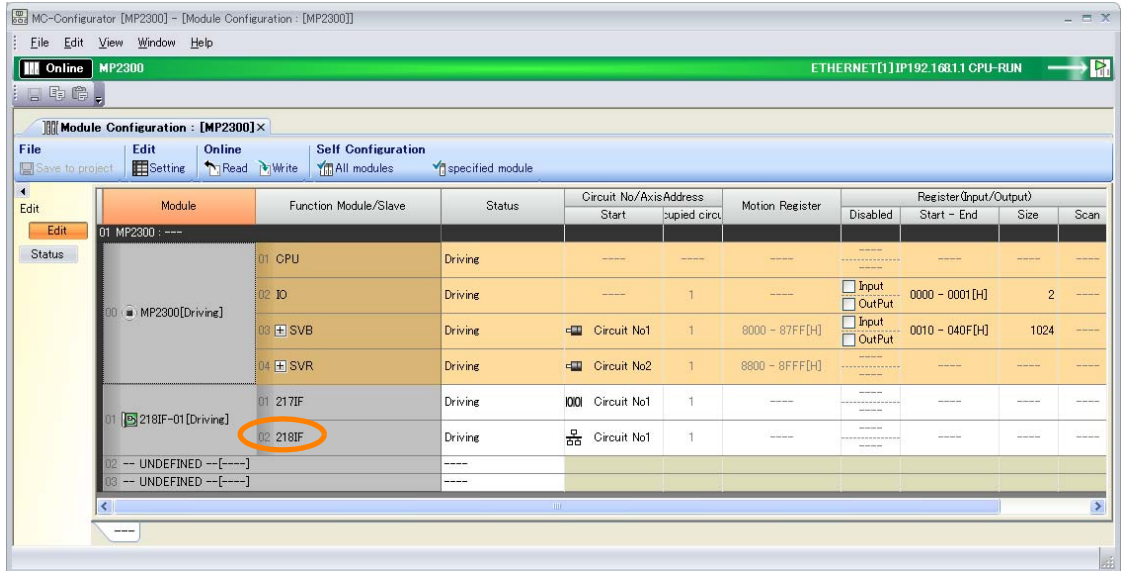 MC-Configurator [MP2300] - [Module Configuration : [MP2300]]
File Edit View Window Help
Online MP2300 ETHERNET[1] IP192.168.1.1 CPU-RUN
Module Configuration : [MP2300] ×
File Edit Online Self Configuration
Save to project Setting Read Write All modules specified module
Edit
Edit
Status
Module Function Module/Slave Status Circuit No/AxisAddress Motion Register Register(Input/Output)
Start cupied circu Disabled Start - End Size Scan
01 MP2300 : ---
00 MP2300[Driving]
01 CPU Driving ---- ---- ---- ---- ---- ---- ---- ----
02 IO Driving ---- 1 ---- Input OutPut 0000 - 0001[H] 2 ----
03 SVB Driving Circuit No1 1 8000 - 87FF[H] Input OutPut 0010 - 040F[H] 1024 ----
04 SVR Driving Circuit No2 1 8800 - 8FFF[H] ---- ---- ---- ---- ----
01 218IF-01[Driving]
01 217IF Driving Circuit No1 1 ---- ---- ---- ---- ---- ----
02 218IF Driving Circuit No1 1 ---- ---- ---- ---- ---- ----
02 -- UNDEFINED --[----] ----
03 -- UNDEFINED --[----] ----
---